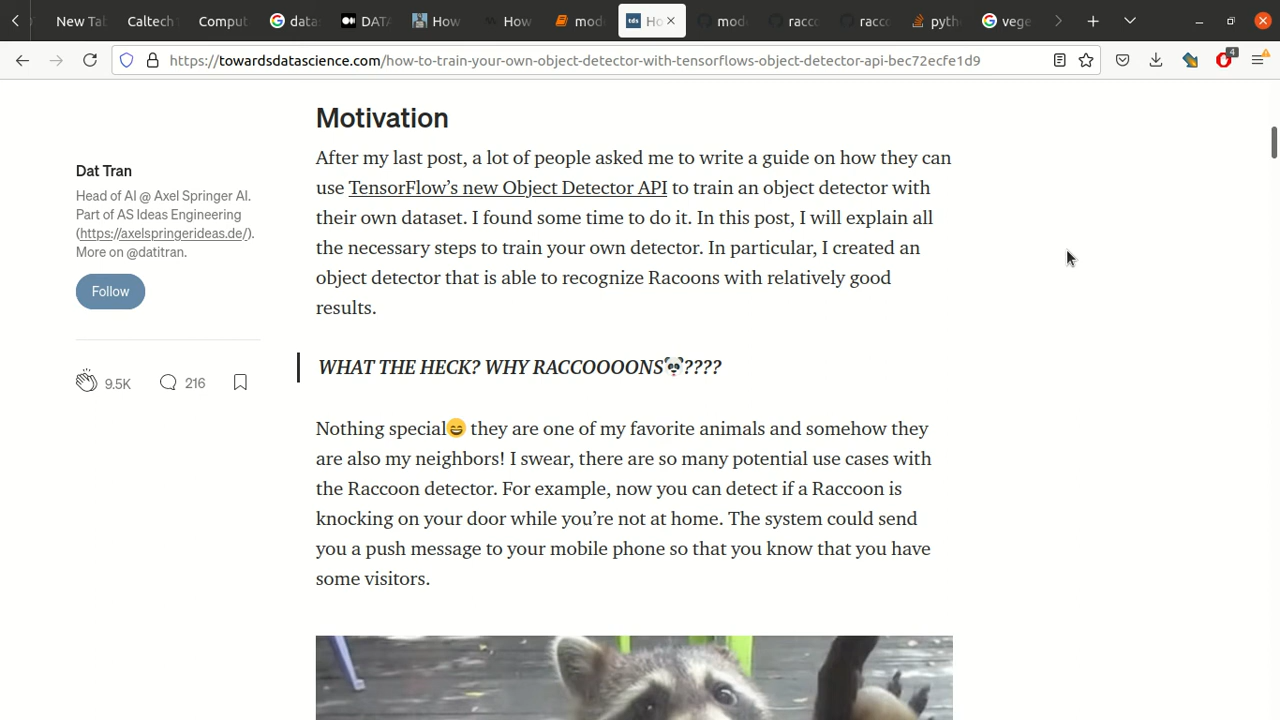 New Tab
Caltech
Comput
datas
DATA
How
How
mode
Ho
mod
racco
racco
pyth
vege
https://towardsdatascience.com/how-to-train-your-own-object-detector-with-tensorflows-object-detector-api-bec72ecfe1d9
4
Motivation
After my last post, a lot of people asked me to write a guide on how they can
use TensorFlow’s new Object Detector API to train an object detector with
their own dataset. I found some time to do it. In this post, I will explain all
the necessary steps to train your own detector. In particular, I created an
object detector that is able to recognize Racoons with relatively good
results.
Dat Tran
Head of AI @ Axel Springer AI.
Part of AS Ideas Engineering
(https://axelspringerideas.de/).
More on @datitran.
Follow
9.5K
216
WHAT THE HECK? WHY RACCOOOONS🐼????
Nothing special😄 they are one of my favorite animals and somehow they
are also my neighbors! I swear, there are so many potential use cases with
the Raccoon detector. For example, now you can detect if a Raccoon is
knocking on your door while you’re not at home. The system could send
you a push message to your mobile phone so that you know that you have
some visitors.